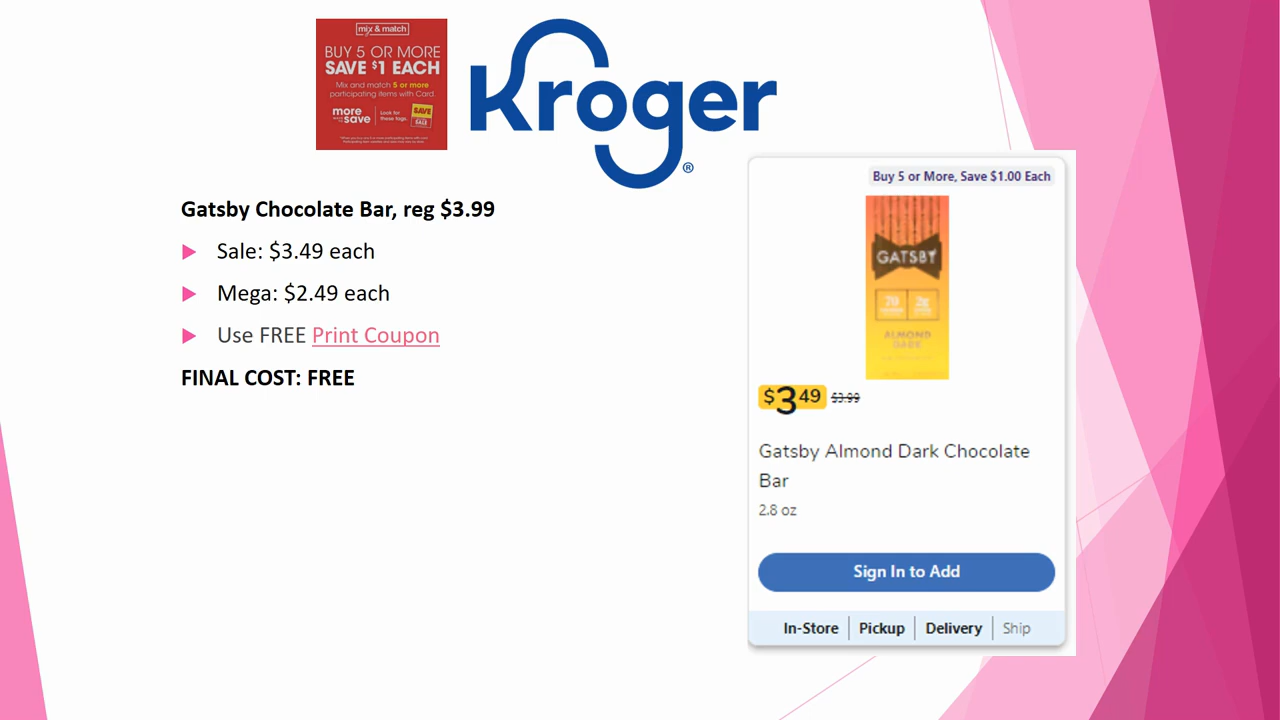 mix & match
BUY 5 OR MORE
SAVE $1 EACH
Mix and match 5 or more
participating items with Card.
more
save
Look for
these tags.
SAVE
Kroger®
Buy 5 or More, Save $1.00 Each
GATSBY
ALMOND
DARK
Gatsby Chocolate Bar, reg $3.99
Sale: $3.49 each
Mega: $2.49 each
Use FREE Print Coupon
FINAL COST: FREE
$3 49 $3.99
Gatsby Almond Dark Chocolate
Bar
2.8 oz
Sign In to Add
In-Store Pickup Delivery Ship